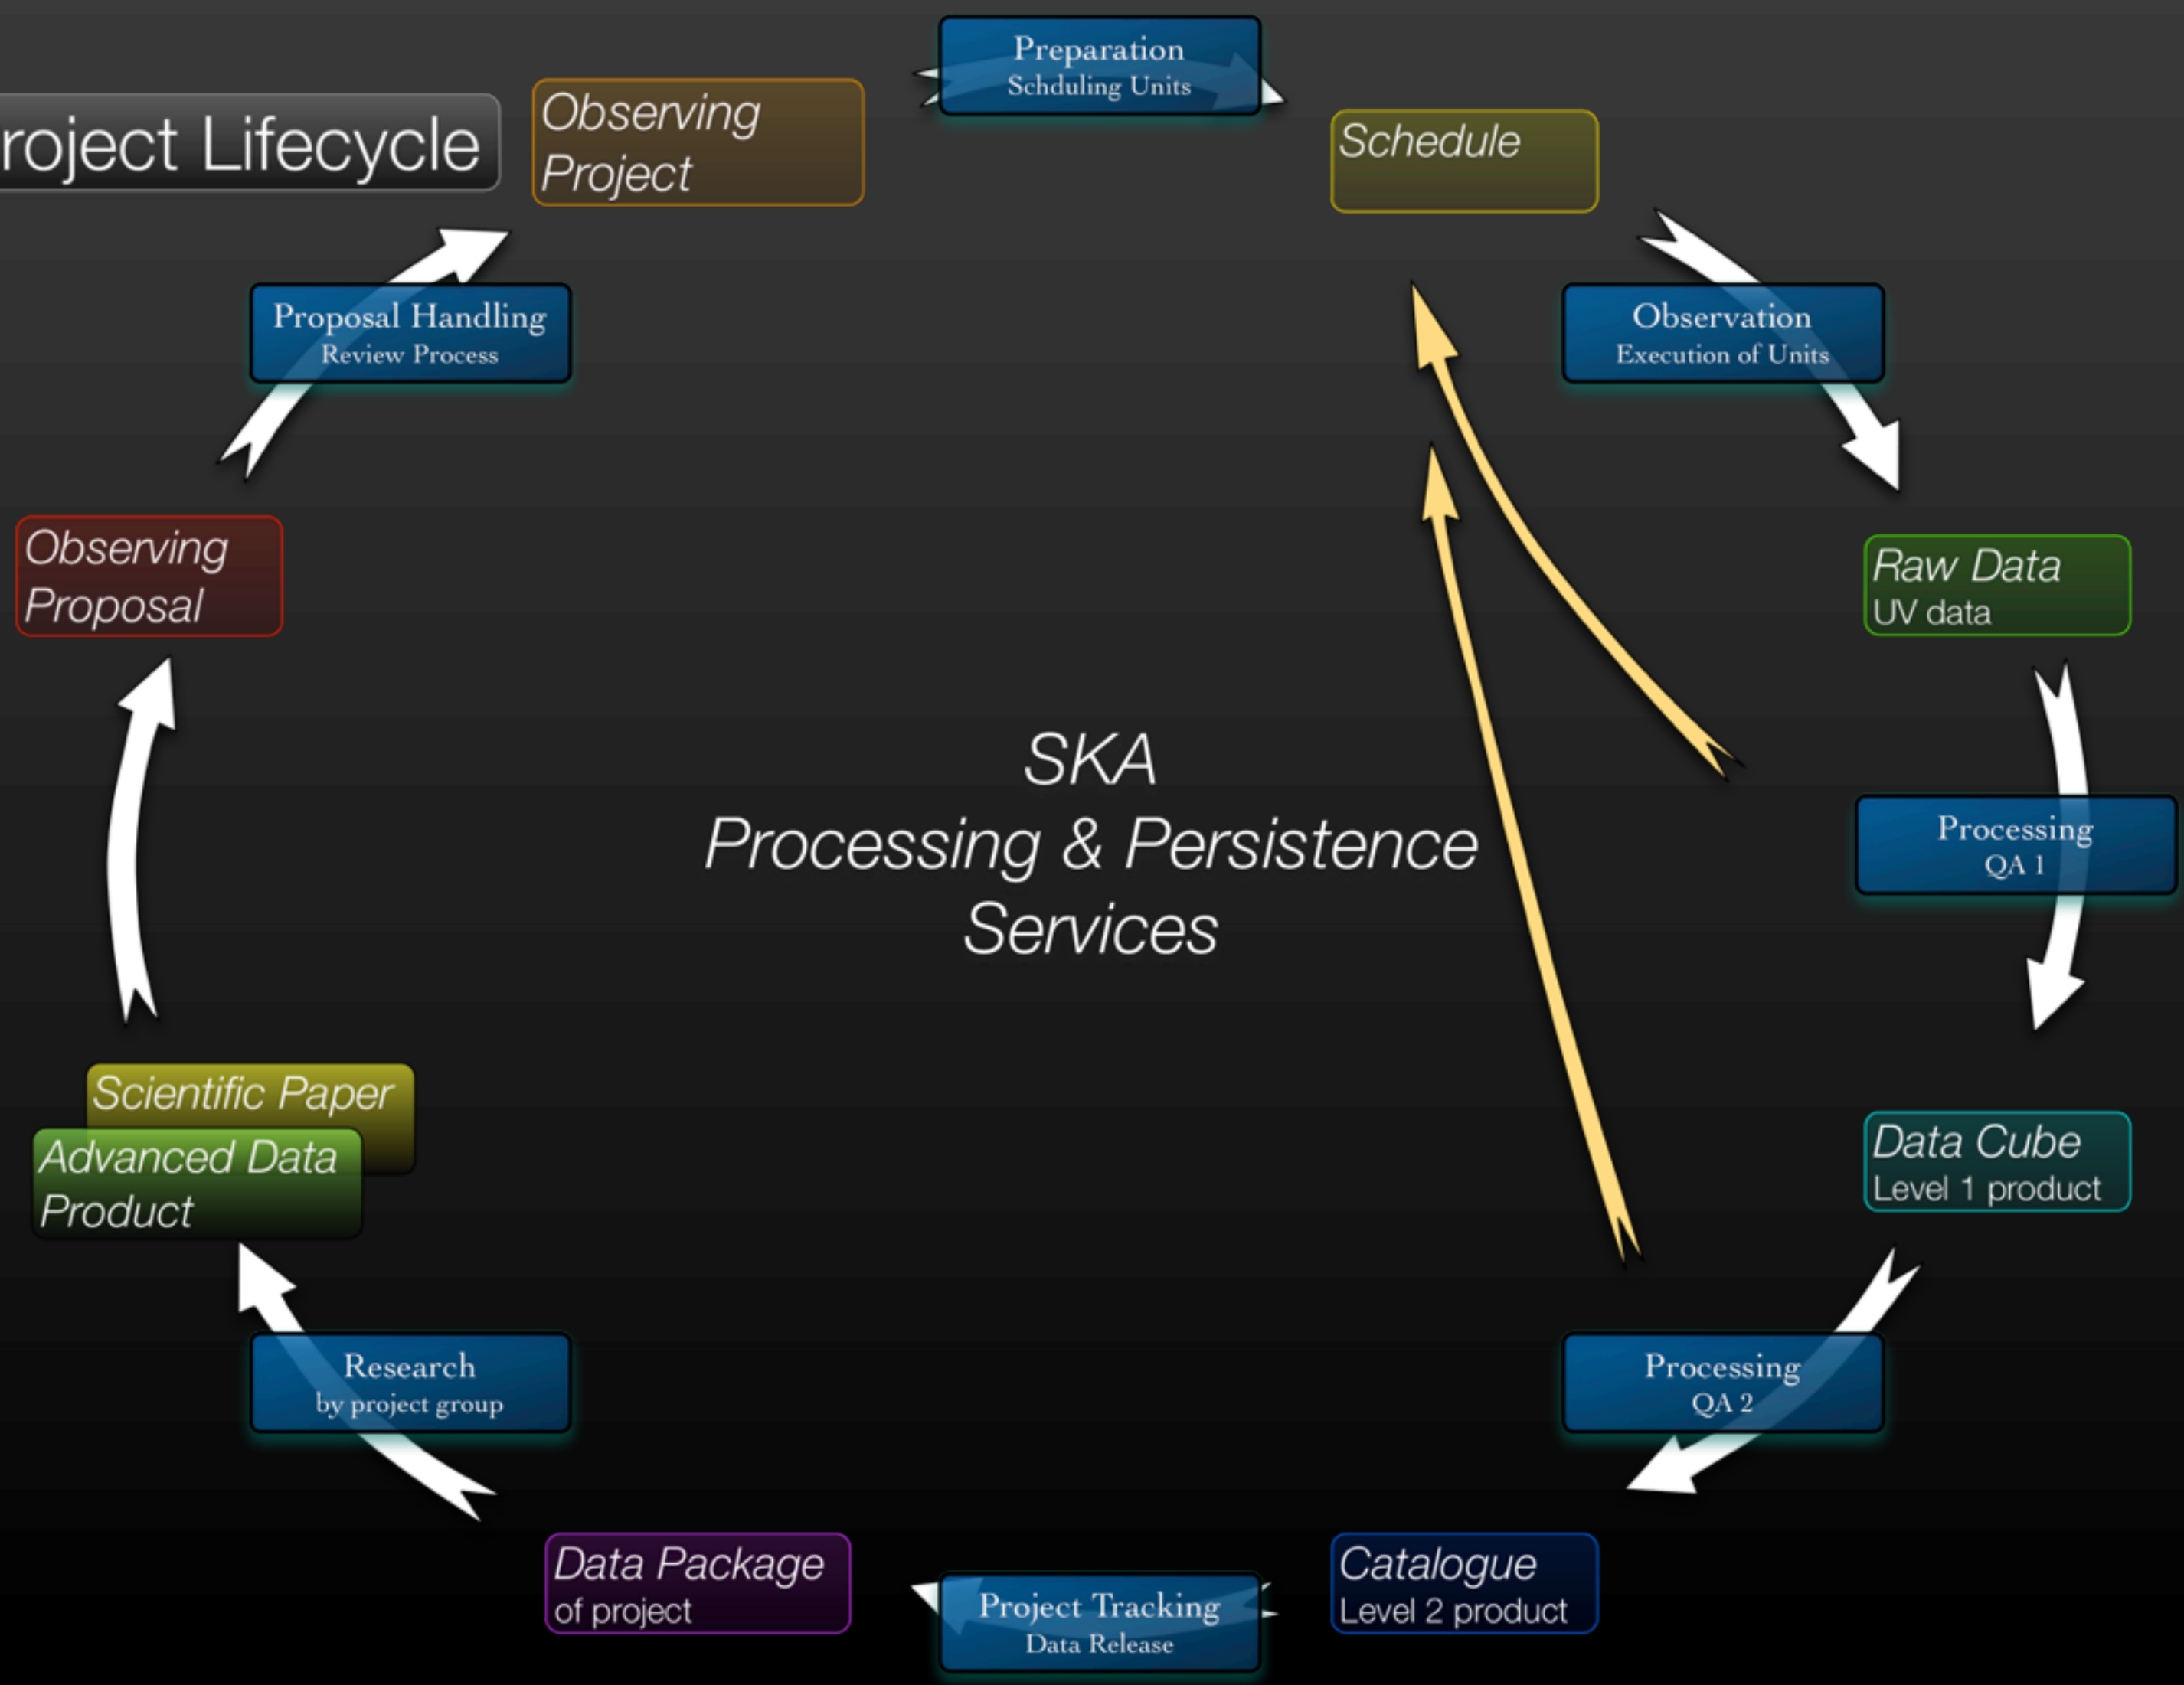 roject Lifecycle
Observing
Project
Preparation
Schduling Units
Schedule
Proposal Handling
Review Process
Observation
Execution of Units
Observing
Proposal
Raw Data
UV data
SKA
Processing & Persistence
Services
Processing
QA 1
Scientific Paper
Advanced Data
Product
Data Cube
Level 1 product
Research
by project group
Processing
QA 2
Data Package
of project
Project Tracking
Data Release
Catalogue
Level 2 product